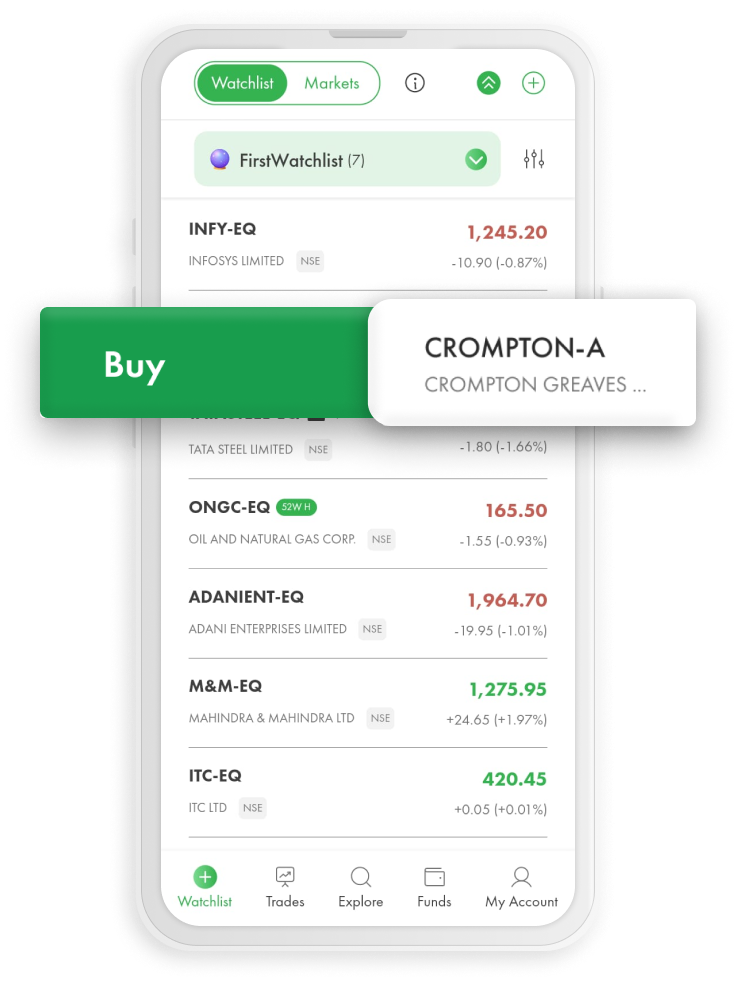 Watchlist Markets
FirstWatchlist (7)
INFY-EQ 1,245.20
INFOSYS LIMITED NSE -10.90 (-0.87%)
Buy CROMPTON-A
CROMPTON GREAVES ...
TATA STEEL LIMITED NSE -1.80 (-1.66%)
ONGC-EQ 52W H 165.50
OIL AND NATURAL GAS CORP. NSE -1.55 (-0.93%)
ADANIENT-EQ 1,964.70
ADANI ENTERPRISES LIMITED NSE -19.95 (-1.01%)
M&M-EQ 1,275.95
MAHINDRA & MAHINDRA LTD NSE +24.65 (+1.97%)
ITC-EQ 420.45
ITC LTD NSE +0.05 (+0.01%)
Watchlist Trades Explore Funds My Account